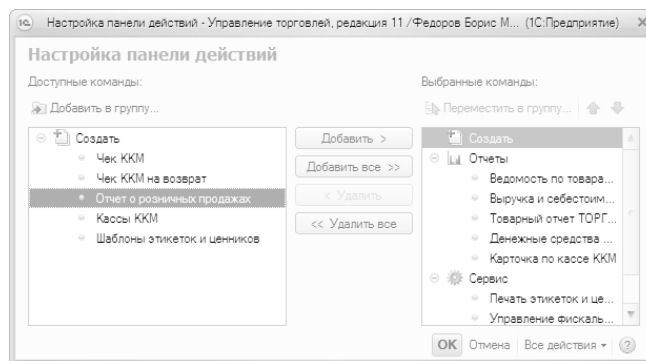 Настройка панели действий - Управление торговлей, редакция 11 /Федоров Борис М... (1С:Предприятие)
Настройка панели действий
Доступные команды:
Выбранные команды:
Добавить в группу...
Переместить в группу...
Создать
Чек ККМ
Чек ККМ на возврат
Отчет о розничных продажах
Кассы ККМ
Шаблоны этикеток и ценников
Добавить >
Добавить все >>
< Удалить
<< Удалить все
Создать
Отчеты
Ведомость по товара...
Выручка и себестоим...
Товарный отчет ТОРГ...
Денежные средства ...
Карточка по кассе ККМ
Сервис
Печать этикеток и це...
Управление фискаль...
ОК Отмена Все действия ?